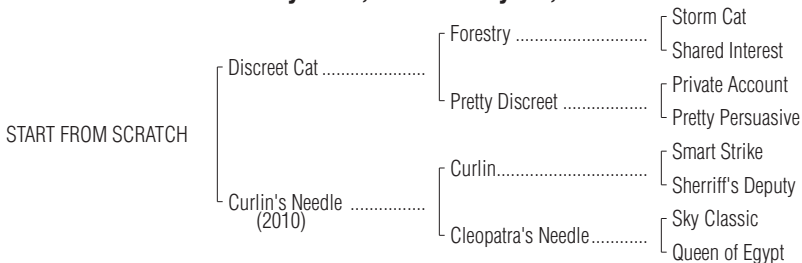 Storm Cat
Forestry
Shared Interest
Discreet Cat
Private Account
Pretty Discreet
Pretty Persuasive
START FROM SCRATCH
Smart Strike
Curlin
Sherriff's Deputy
Curlin's Needle
(2010)
Sky Classic
Cleopatra's Needle
Queen of Egypt